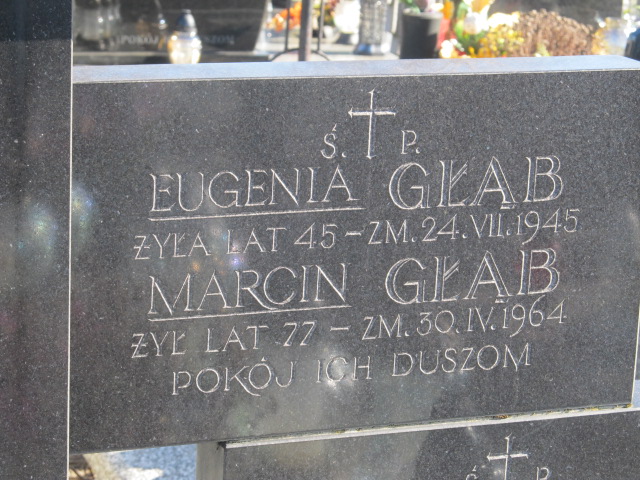 Ś. P.
EUGENIA GŁĄB
ŻYŁA LAT 45 – ZM. 24.VII.1945
MARCIN GŁĄB
ŻYŁ LAT 77 – ZM. 30.IV.1964
POKÓJ ICH DUSZOM
Ś. P.